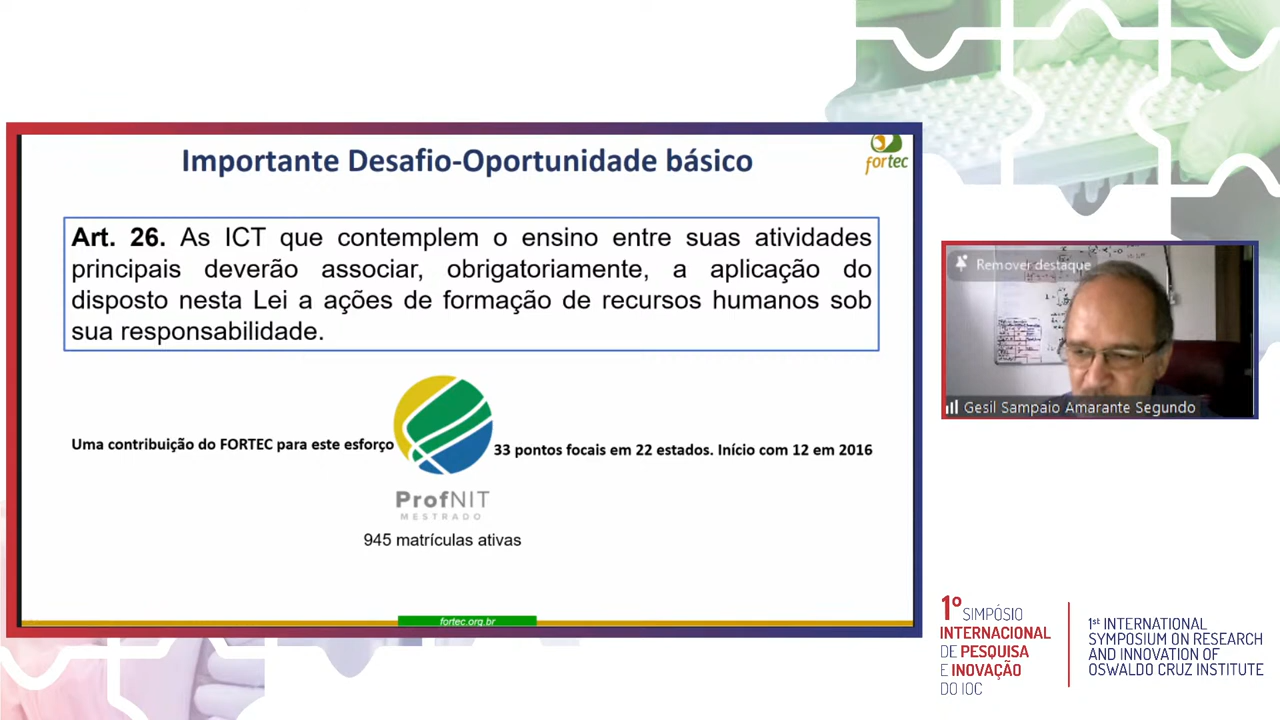 Importante Desafio-Oportunidade básico
fortec
Art. 26. As ICT que contemplem o ensino entre suas atividades
principais deverão associar, obrigatoriamente, a aplicação do
disposto nesta Lei a ações de formação de recursos humanos sob
sua responsabilidade.
Uma contribuição do FORTEC para este esforço
33 pontos focais em 22 estados. Início com 12 em 2016
ProfNIT
MESTRADO
945 matrículas ativas
fortec.org.br
Remover destaque
Gesil Sampaio Amarante Segundo
1º SIMPÓSIO
INTERNACIONAL
DE PESQUISA
E INOVAÇÃO
DO IOC
1st INTERNATIONAL
SYMPOSIUM ON RESEARCH
AND INNOVATION OF
OSWALDO CRUZ INSTITUTE